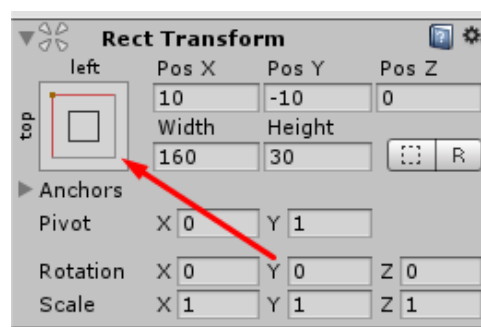 Rect Transform
left Pos X Pos Y Pos Z
10 -10 0
top
Width Height
160 30 R
Anchors
Pivot X 0 Y 1
Rotation X 0 Y 0 Z 0
Scale X 1 Y 1 Z 1